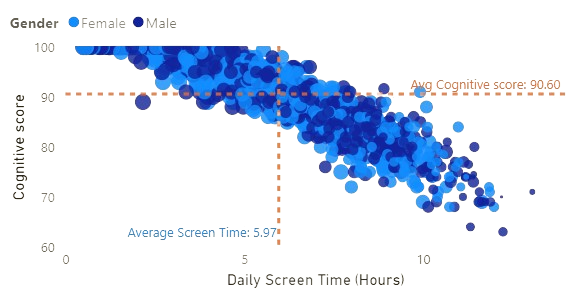 Gender Female Male
100
Avg Cognitive score: 90.60
90
80
70
60
Cognitive score
Average Screen Time: 5.97
0 5 10
Daily Screen Time (Hours)